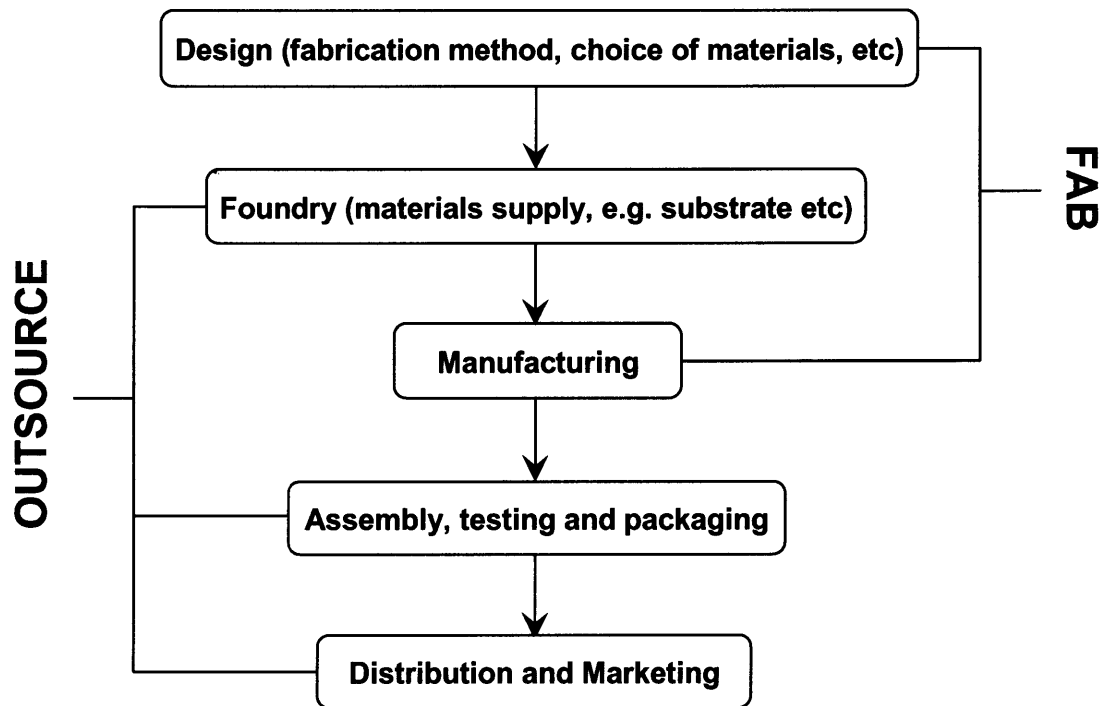 Design (fabrication method, choice of materials, etc)
Foundry (materials supply, e.g. substrate etc)
Manufacturing
Assembly, testing and packaging
Distribution and Marketing
OUTSOURCE
FAB